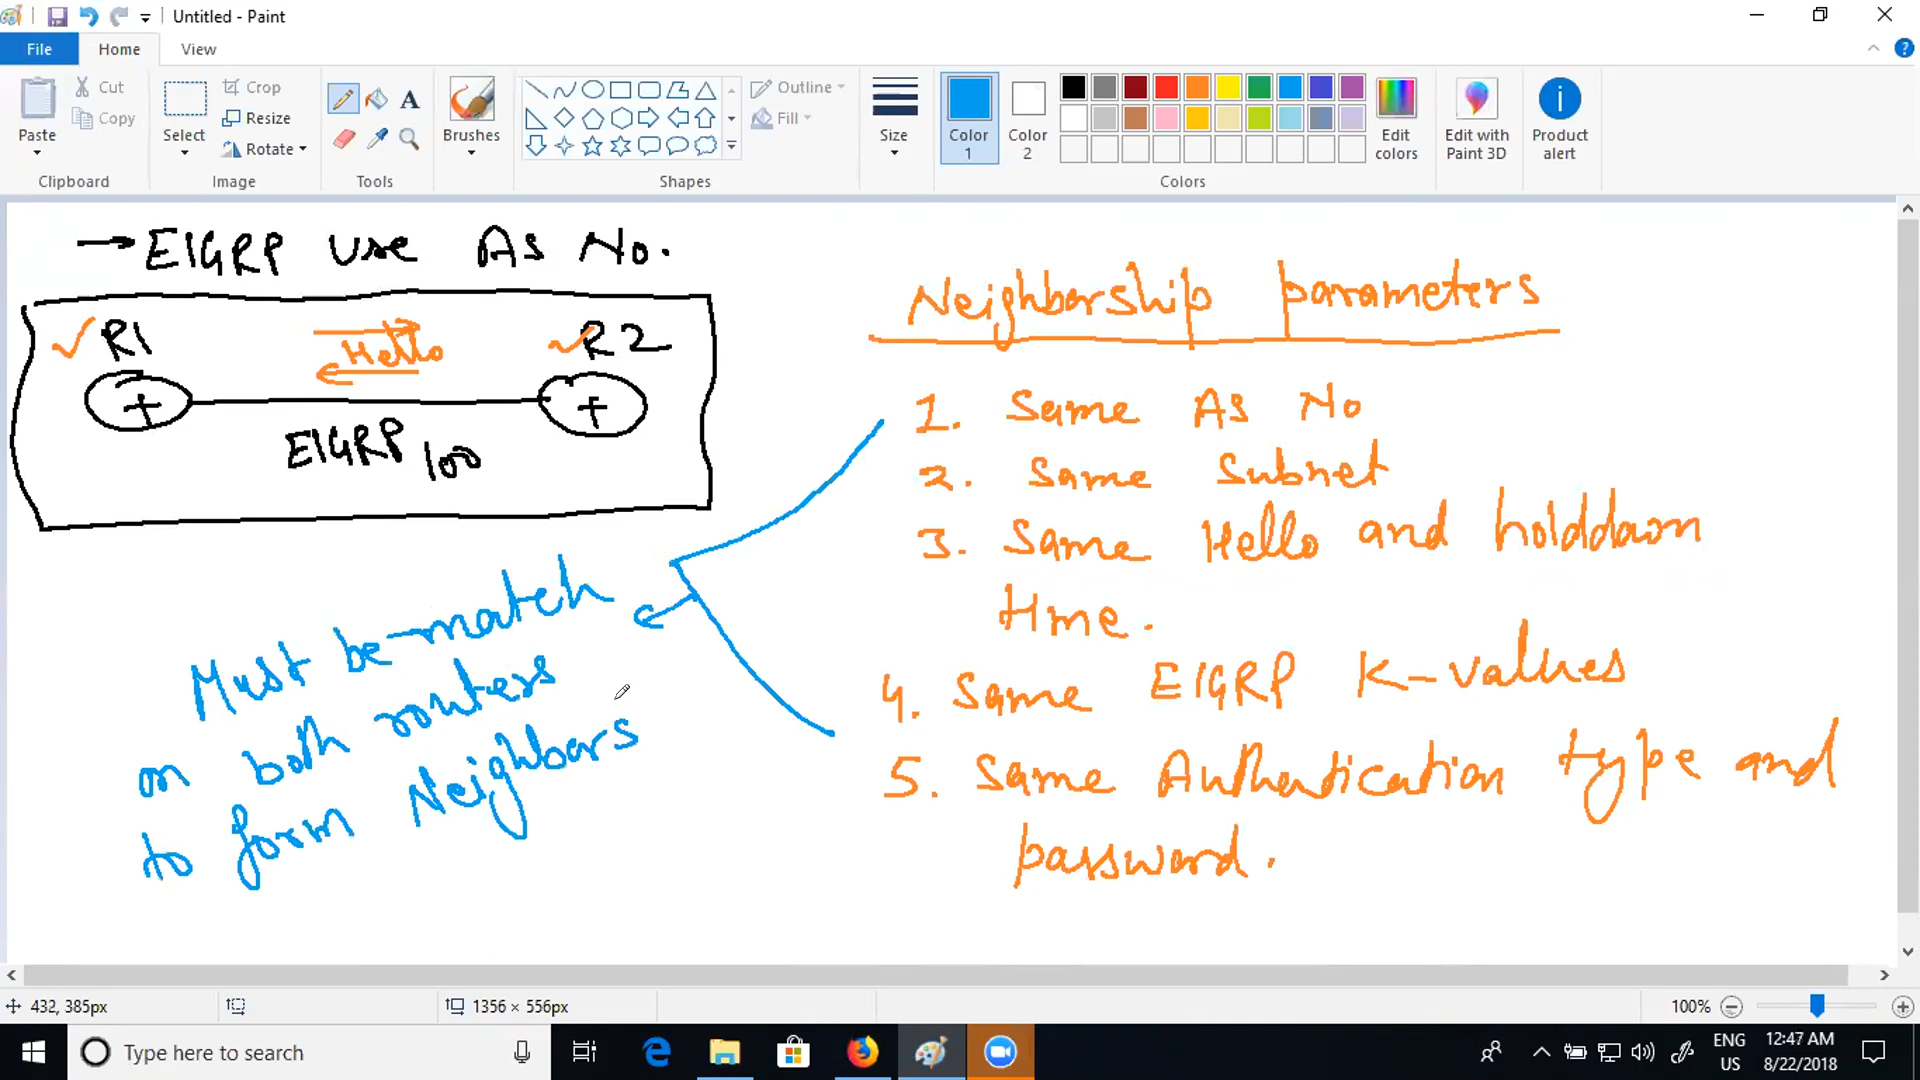 Untitled - Paint
File Home View
Paste
Cut
Copy
Clipboard
Select
Crop
Resize
Rotate
Image
Tools
Brushes
Shapes
Outline
Fill
Size
Color 1
Color 2
Edit colors
Colors
Edit with Paint 3D
Product alert
→ EIGRP use As No.
R1 Hello R2
EIGRP 100
Must be match
on both routers
to form Neighbors
Neighborship parameters
1. Same As No
2. Same Subnet
3. Same Hello and holddown
time.
4. Same EIGRP K-values
5. Same Authentication type and
password.
432, 385px
1356 × 556px
100%
Type here to search
ENG
US
12:47 AM
8/22/2018